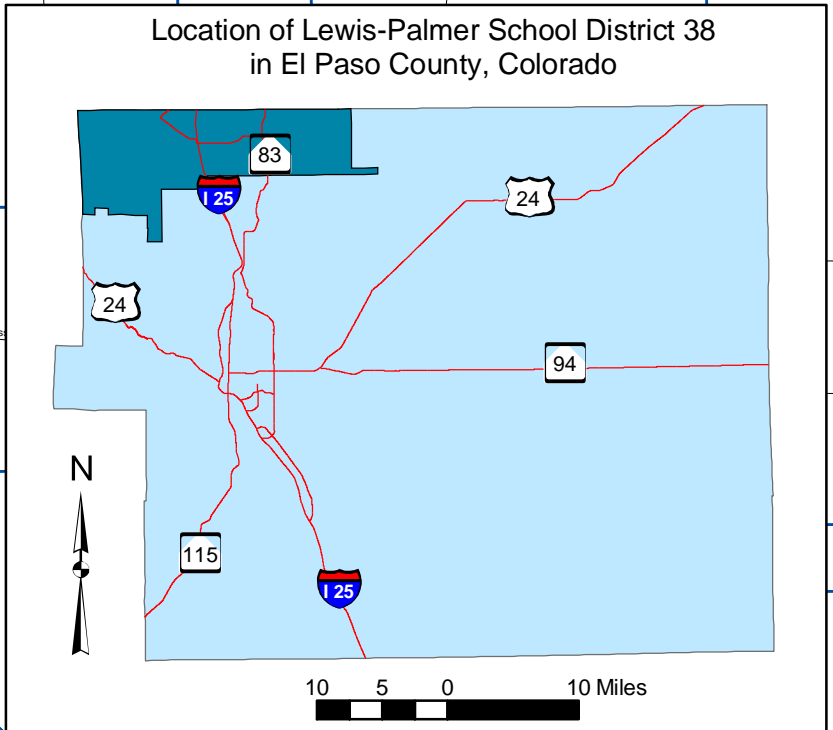 Location of Lewis-Palmer School District 38
in El Paso County, Colorado
83
I 25
24
24
94
N
115
I 25
10 5 0 10 Miles